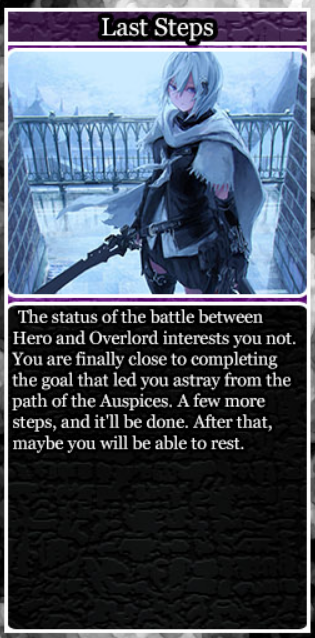 Last Steps
The status of the battle between
Hero and Overlord interests you not.
You are finally close to completing
the goal that led you astray from the
path of the Auspices. A few more
steps, and it'll be done. After that,
maybe you will be able to rest.